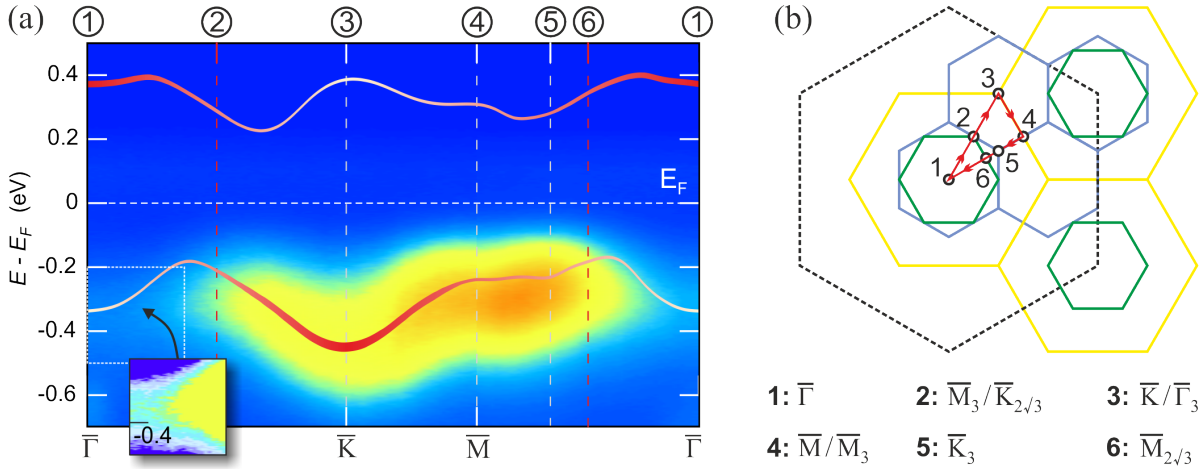 (a) 1 2 3 4 5 6 1
0.4
0.2
0
-0.2
-0.4
-0.6
E - E_F (eV)
E_F
-0.4
Γ̅ K̅ M̅ Γ̅
(b)
3
2 4
1 5
6
1: Γ̅ 2: M̅₃/K̅₂√₃ 3: K̅/Γ̅₃
4: M̅/M̅₃ 5: K̅₃ 6: M̅₂√₃